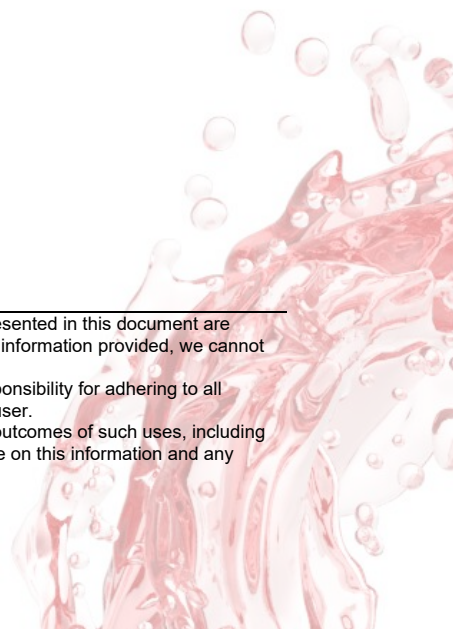 esented in this document are
information provided, we cannot
onsibility for adhering to all
user.
outcomes of such uses, including
e on this information and any